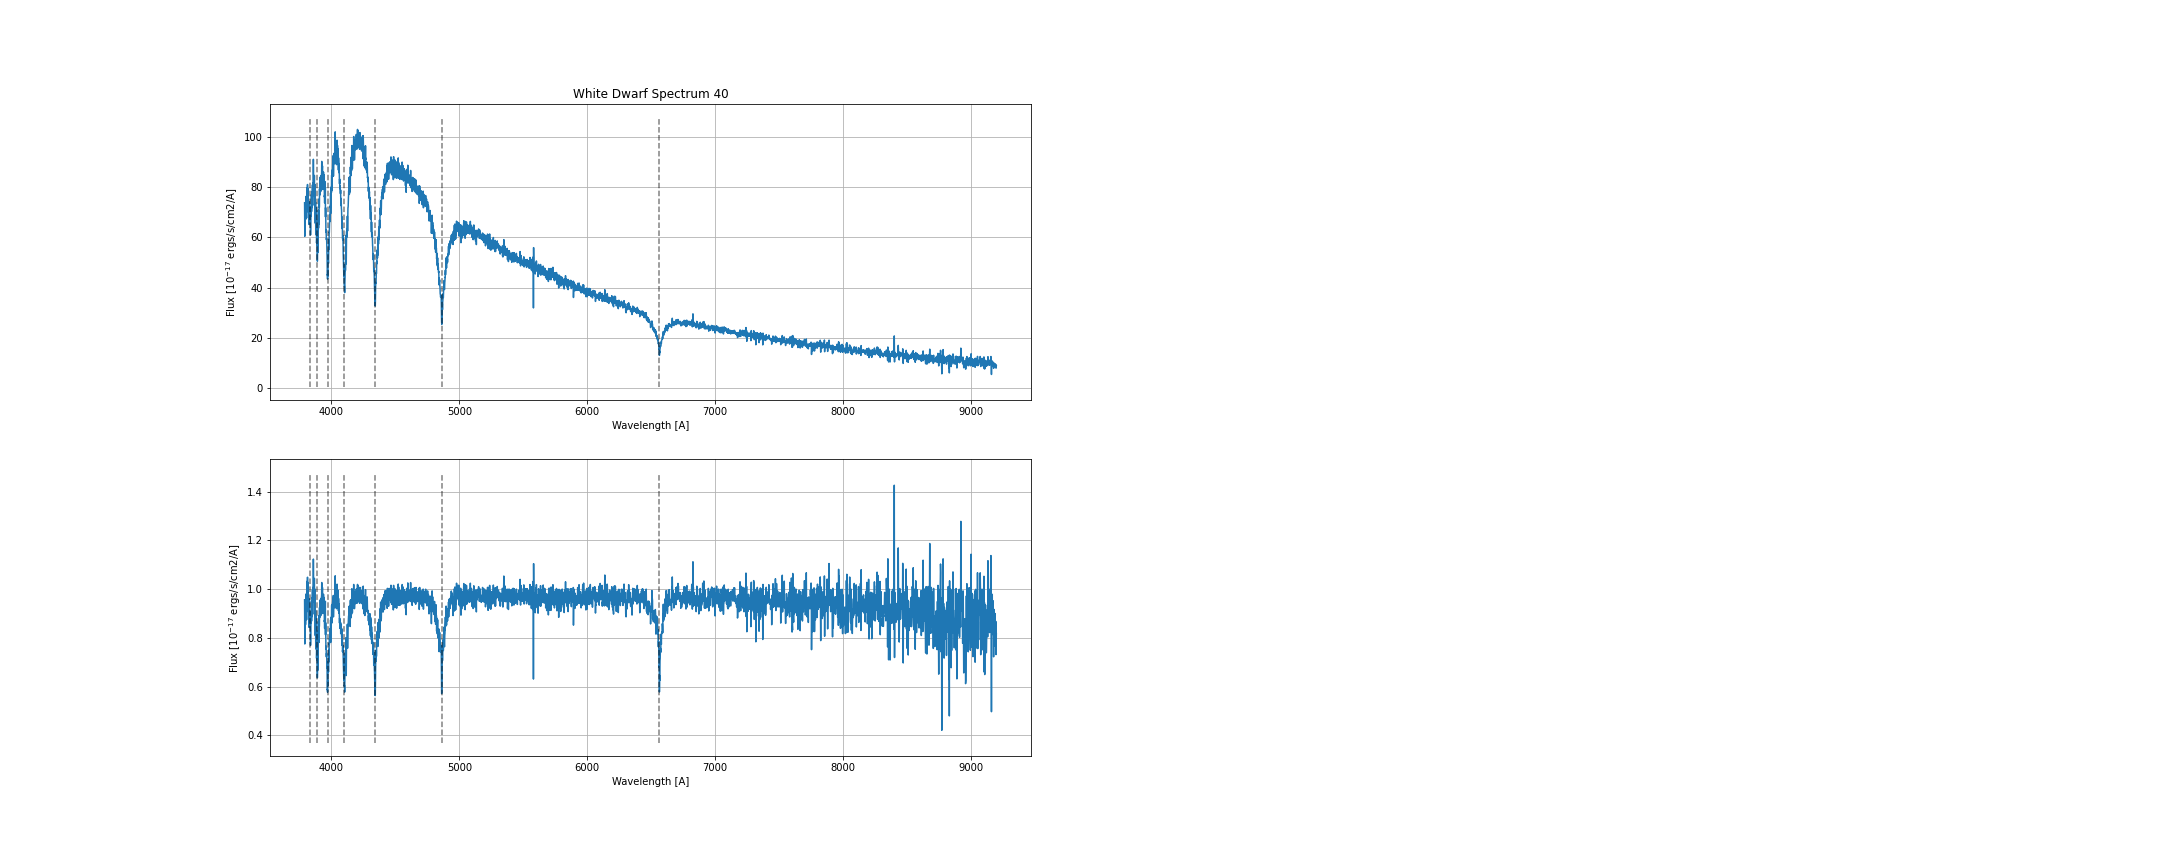 White Dwarf Spectrum 40
100
80
60
40
20
0
Flux [10⁻¹⁷ ergs/s/cm2/A]
4000 5000 6000 7000 8000 9000
Wavelength [A]
1.4
1.2
1.0
0.8
0.6
0.4
Flux [10⁻¹⁷ ergs/s/cm2/A]
4000 5000 6000 7000 8000 9000
Wavelength [A]